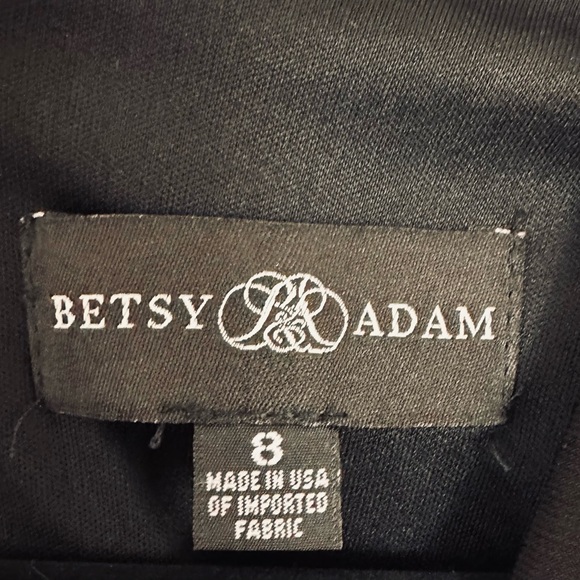 BETSY ADAM
8
MADE IN USA
OF IMPORTED
FABRIC